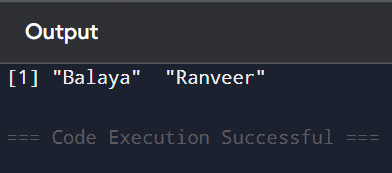 Output
[1] "Balaya"  "Ranveer"
=== Code Execution Successful ===